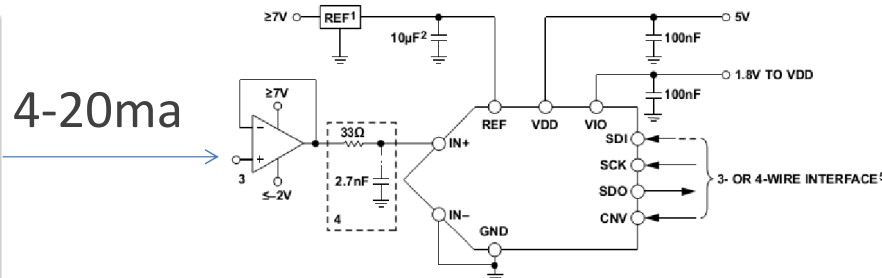 ≥7V REF1 5V
10µF2 100nF
4-20ma
≥7V
1.8V TO VDD
100nF
REF VDD VIO
33Ω
IN+
SDI
SCK
3- OR 4-WIRE INTERFACE5
SDO
CNV
3
≤–2V
2.7nF
4
IN–
GND